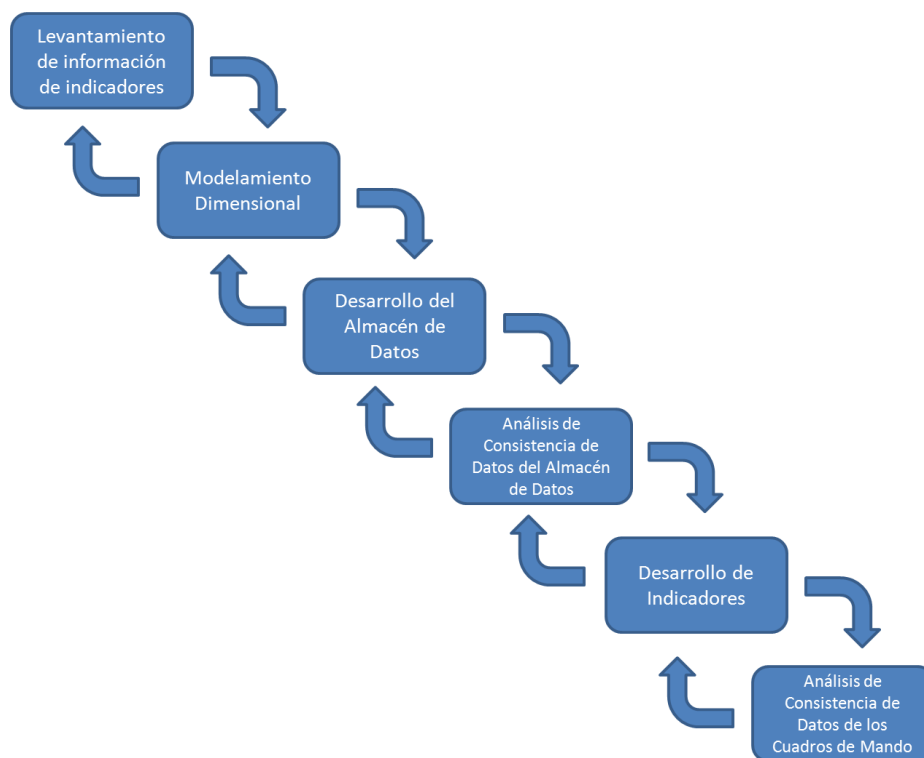 Levantamiento
de información
de indicadores
Modelamiento
Dimensional
Desarrollo del
Almacén de
Datos
Análisis de
Consistencia de
Datos del Almacén
de Datos
Desarrollo de
Indicadores
Análisis de
Consistencia de
Datos de los
Cuadros de Mando